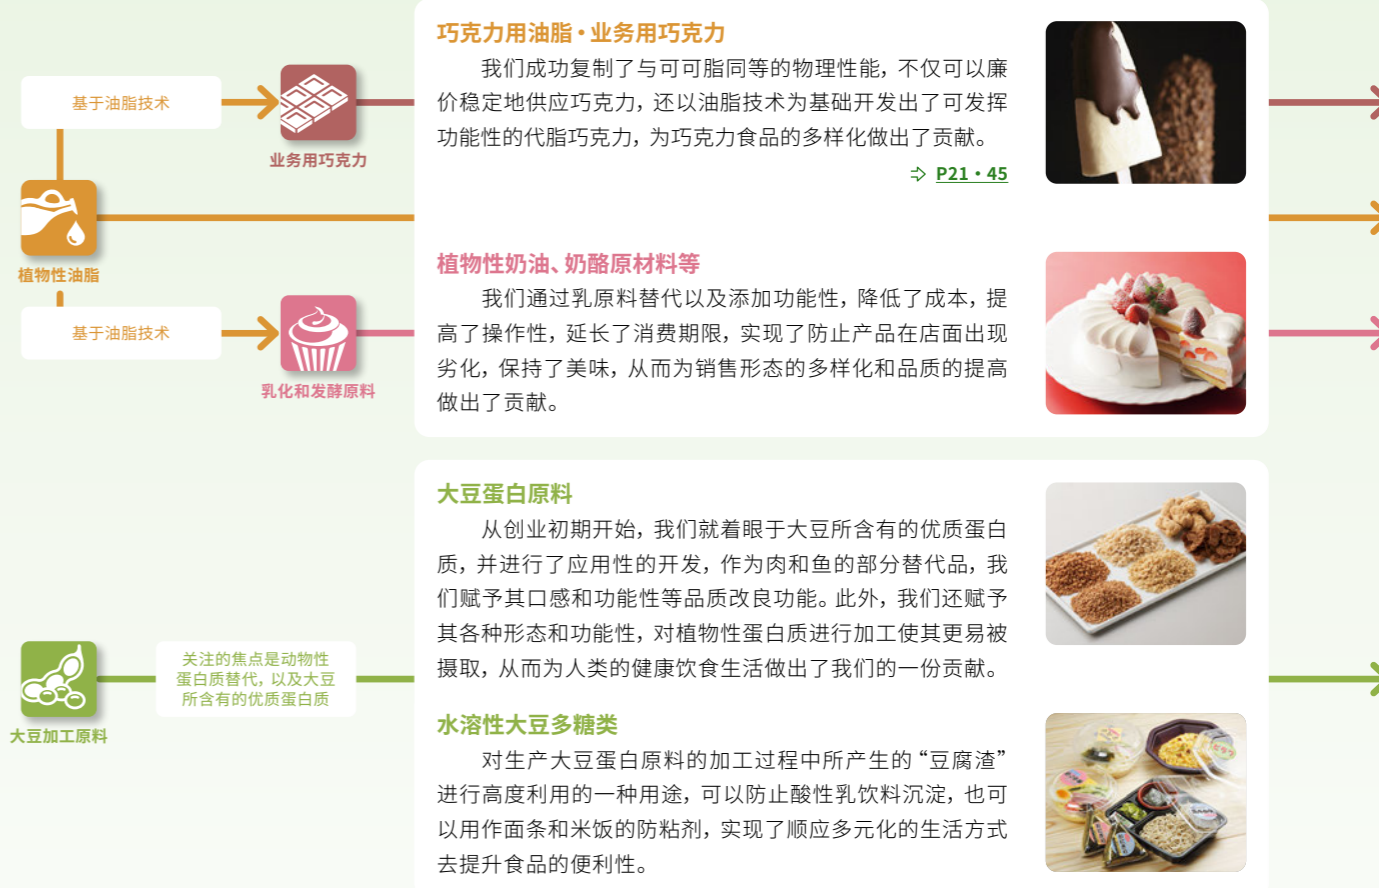 巧克力用油脂・业务用巧克力
我们成功复制了与可可脂同等的物理性能，不仅可以廉
价稳定地供应巧克力，还以油脂技术为基础开发出了可发挥
功能性的代脂巧克力，为巧克力食品的多样化做出了贡献。
P21・45
基于油脂技术
业务用巧克力
植物性油脂
植物性奶油、奶酪原材料等
我们通过乳原料替代以及添加功能性，降低了成本，提
高了操作性，延长了消费期限，实现了防止产品在店面出现
劣化，保持了美味，从而为销售形态的多样化和品质的提高
做出了贡献。
基于油脂技术
乳化和发酵原料
大豆蛋白原料
从创业初期开始，我们就着眼于大豆所含有的优质蛋白
质，并进行了应用性的开发，作为肉和鱼的部分替代品，我
们赋予其口感和功能性等品质改良功能。此外，我们还赋予
其各种形态和功能性，对植物性蛋白质进行加工使其更易被
摄取，从而为人类的健康饮食生活做出了我们的一份贡献。
关注的焦点是动物性
蛋白质替代，以及大豆
所含有的优质蛋白质
大豆加工原料
水溶性大豆多糖类
对生产大豆蛋白原料的加工过程中所产生的“豆腐渣”
进行高度利用的一种用途，可以防止酸性乳饮料沉淀，也可
以用作面条和米饭的防粘剂，实现了顺应多元化的生活方式
去提升食品的便利性。